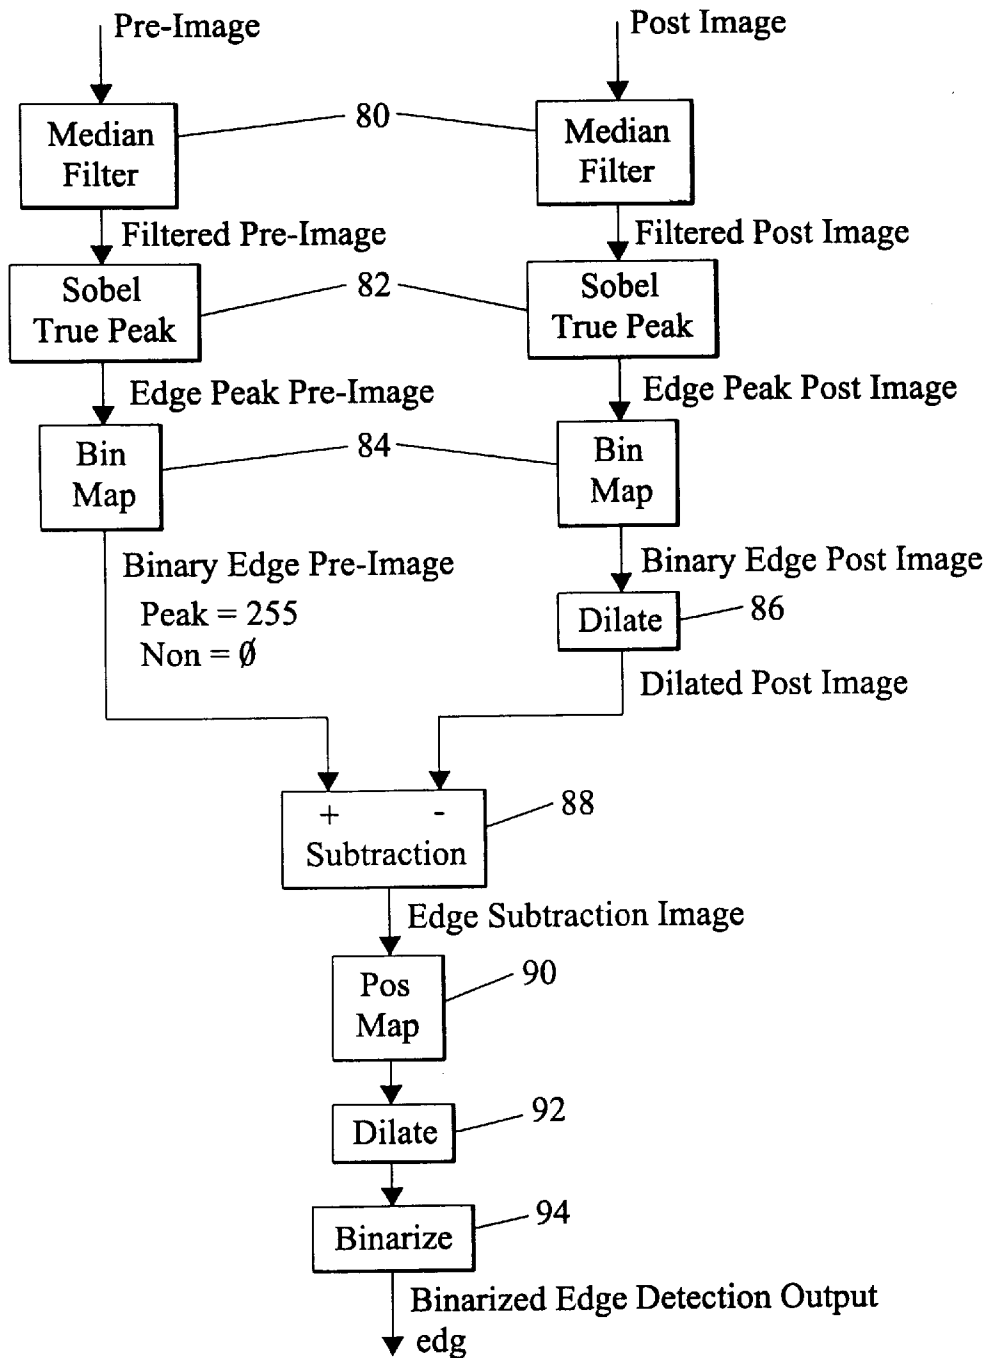 Pre-Image
Post Image
Median
Filter
80
Median
Filter
Filtered Pre-Image
Filtered Post Image
Sobel
True Peak
82
Sobel
True Peak
Edge Peak Pre-Image
Edge Peak Post Image
Bin
Map
84
Bin
Map
Binary Edge Pre-Image
Peak = 255
Non = Ø
Binary Edge Post Image
Dilate
86
Dilated Post Image
+ -
Subtraction
88
Edge Subtraction Image
Pos
Map
90
Dilate
92
Binarize
94
Binarized Edge Detection Output
edg